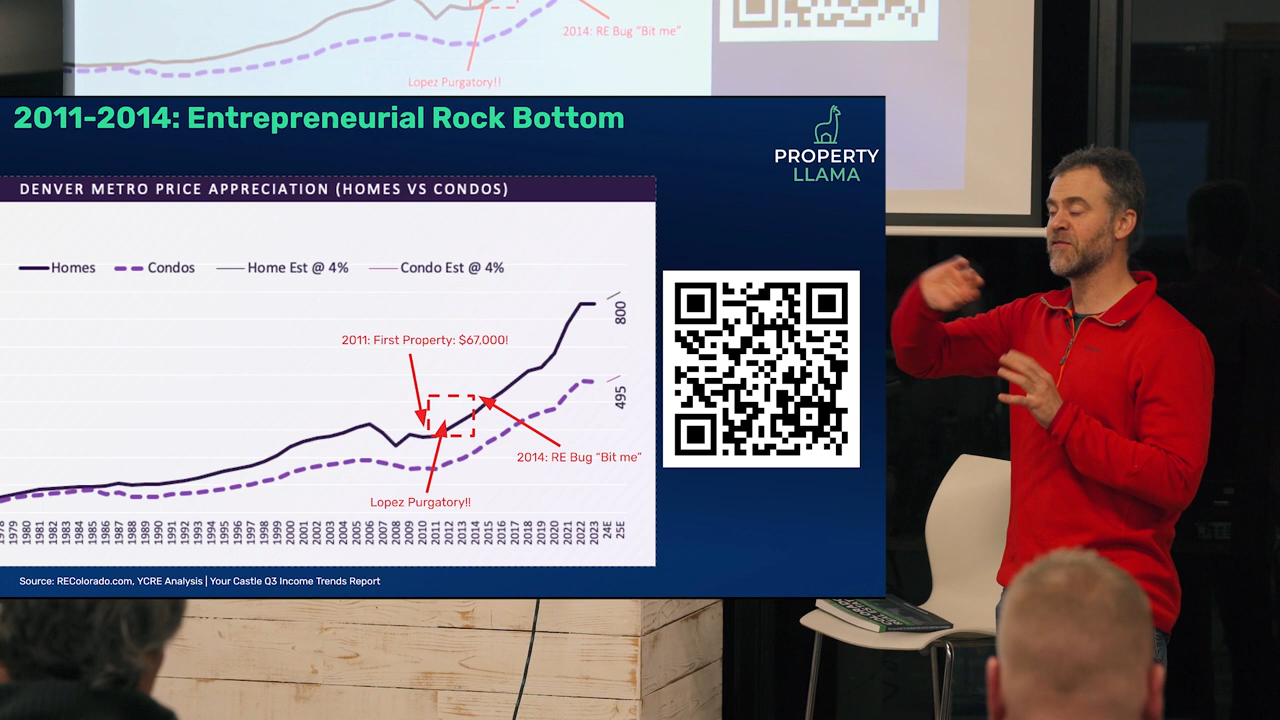 2014: RE Bug “Bit me”
Lopez Purgatory!!
2011-2014: Entrepreneurial Rock Bottom
PROPERTY
LLAMA
DENVER METRO PRICE APPRECIATION (HOMES VS CONDOS)
Homes Condos Home Est @ 4% Condo Est @ 4%
800
2011: First Property: $67,000!
495
2014: RE Bug “Bit me”
Lopez Purgatory!!
1978 1979 1980 1981 1982 1983 1984 1985 1986 1987 1988 1989 1990 1991 1992 1993 1994 1995 1996 1997 1998 1999 2000 2001 2002 2003 2004 2005 2006 2007 2008 2009 2010 2011 2012 2013 2014 2015 2016 2017 2018 2019 2020 2021 2022 2023 24E 25E
Source: REColorado.com, YCRE Analysis | Your Castle Q3 Income Trends Report